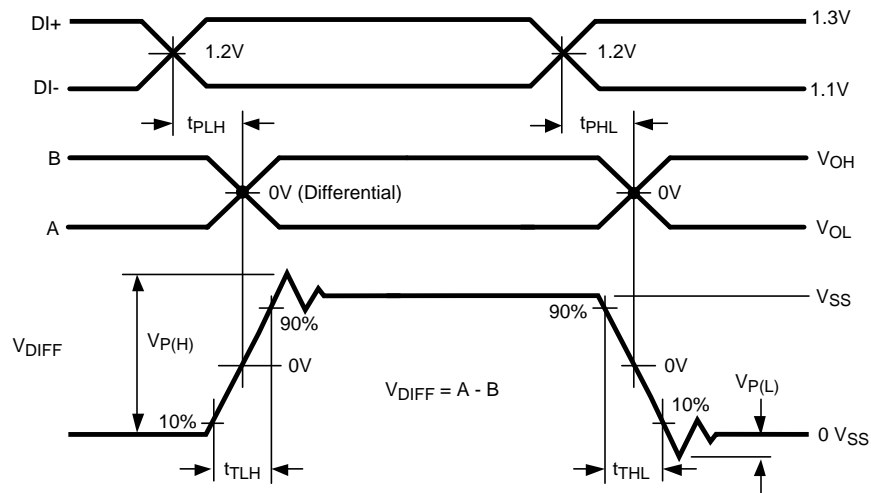 DI+
1.3V
1.2V
1.2V
DI-
1.1V
tPLH
tPHL
B
VOH
0V (Differential)
0V
A
VOL
VSS
90%
90%
VDIFF
VP(H)
0V
0V
VP(L)
VDIFF = A - B
10%
10%
0 VSS
tTLH
tTHL